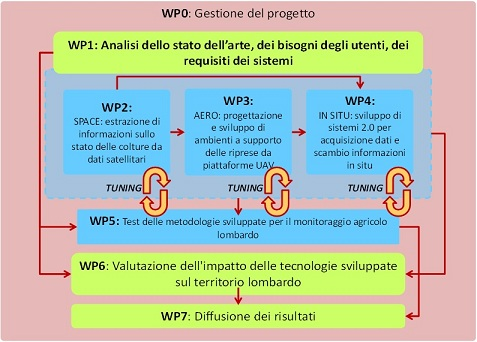 WP0: Gestione del progetto
WP1: Analisi dello stato dell'arte, dei bisogni degli utenti, dei
requisiti dei sistemi
WP2:
SPACE: estrazione di
informazioni sullo
stato delle colture da
dati satellitari
WP3:
AERO: progettazione
e sviluppo di
ambienti a supporto
delle riprese da
piattaforme UAV
WP4:
IN SITU: sviluppo di
sistemi 2.0 per
acquisizione dati e
scambio informazioni
in situ
TUNING
TUNING
TUNING
WP5: Test delle metodologie sviluppate per il monitoraggio agricolo
lombardo
WP6: Valutazione dell'impatto delle tecnologie sviluppate
sul territorio lombardo
WP7: Diffusione dei risultati